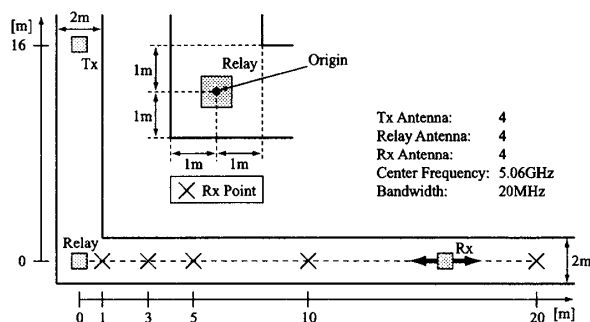 [m]
2m
16
Tx
1m
Relay
Origin
1m
1m
1m
Rx Point
Tx Antenna: 4
Relay Antenna: 4
Rx Antenna: 4
Center Frequency: 5.06GHz
Bandwidth: 20MHz
Relay
Rx
0
2m
0 1 3 5 10 20 [m]